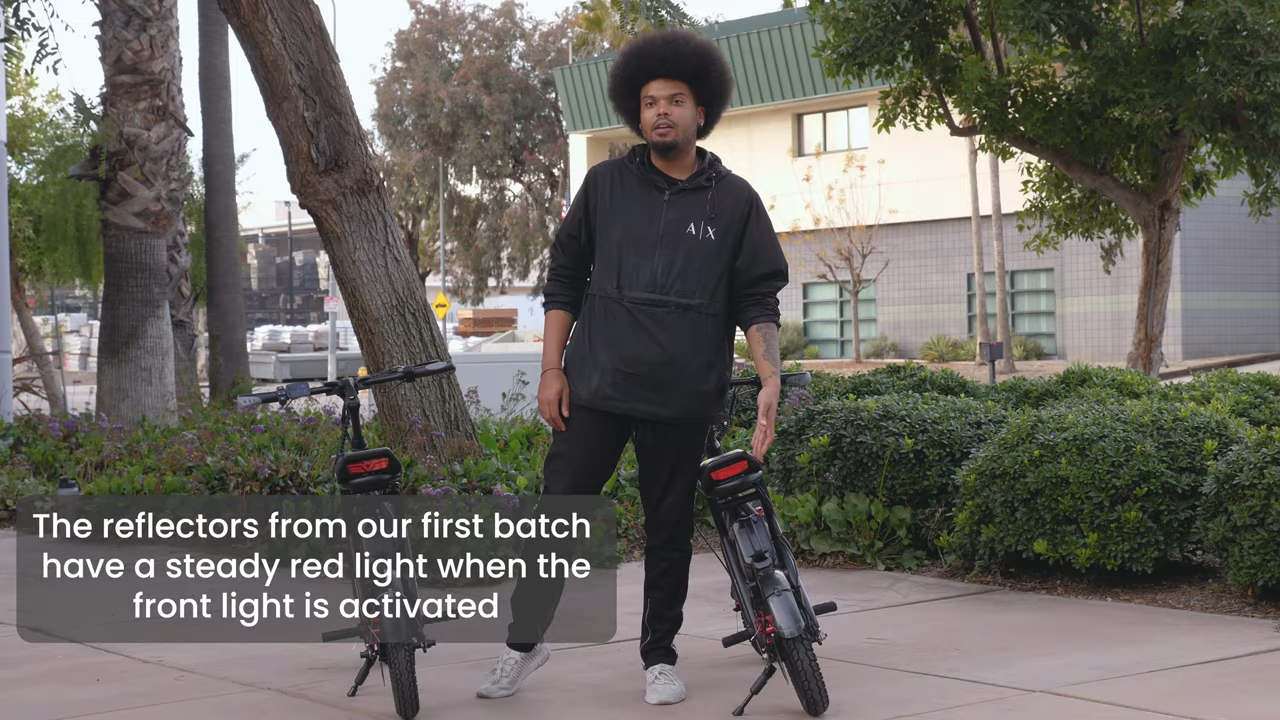 A|X
The reflectors from our first batch
have a steady red light when the
front light is activated